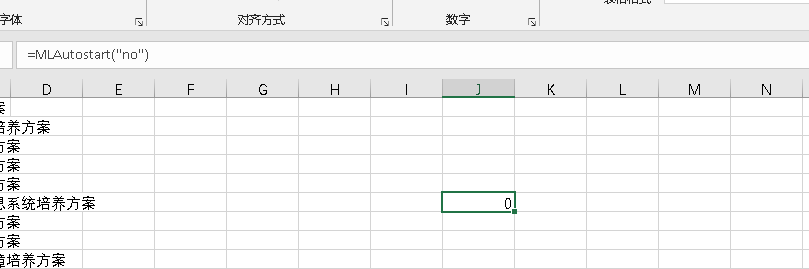 字体
对齐方式
数字
=MLAutostart("no")
D E F G H I J K L M N
案
培养方案
方案
方案
方案
息系统培养方案 0
方案
方案
培养方案